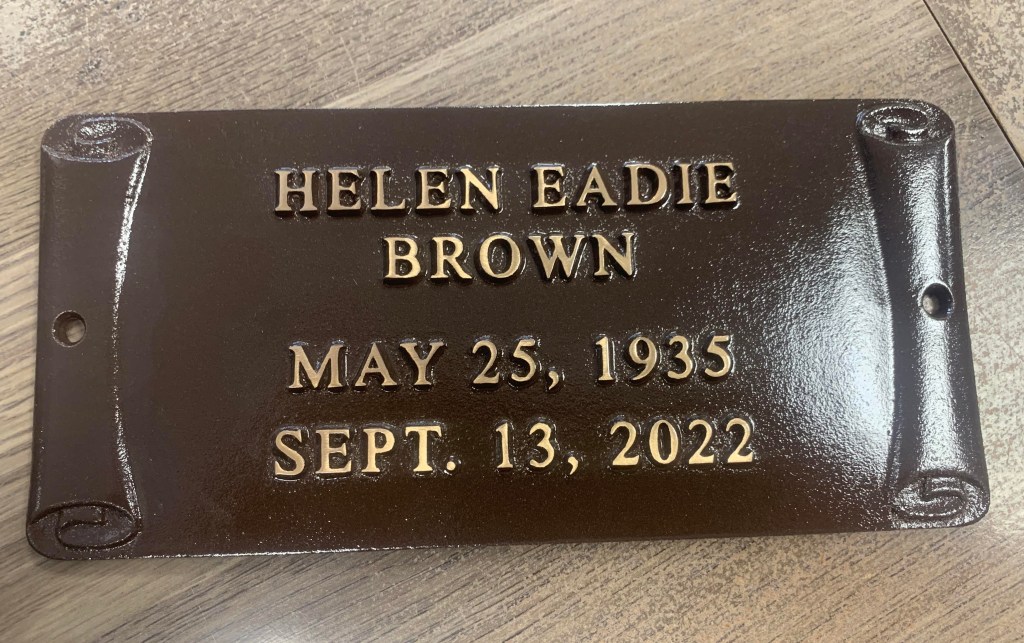 HELEN EADIE
BROWN
MAY 25, 1935
SEPT. 13, 2022